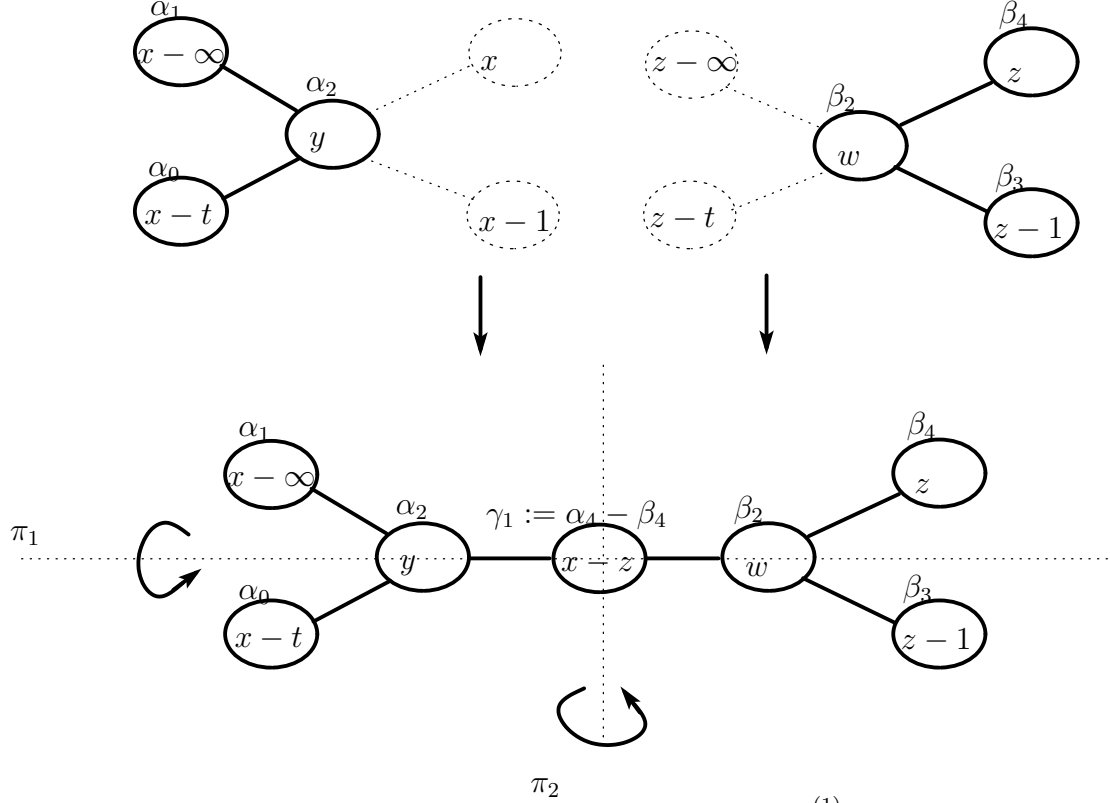 α₁ β₄
x − ∞ x z − ∞ z
α₂ β₂
y w
α₀ β₃
x − t x − 1 z − t z − 1
α₁ β₄
x − ∞ z
α₂ γ₁ := α₄ − β₄ β₂
π₁ y x − z w
α₀ β₃
x − t z − 1
π₂
(1)